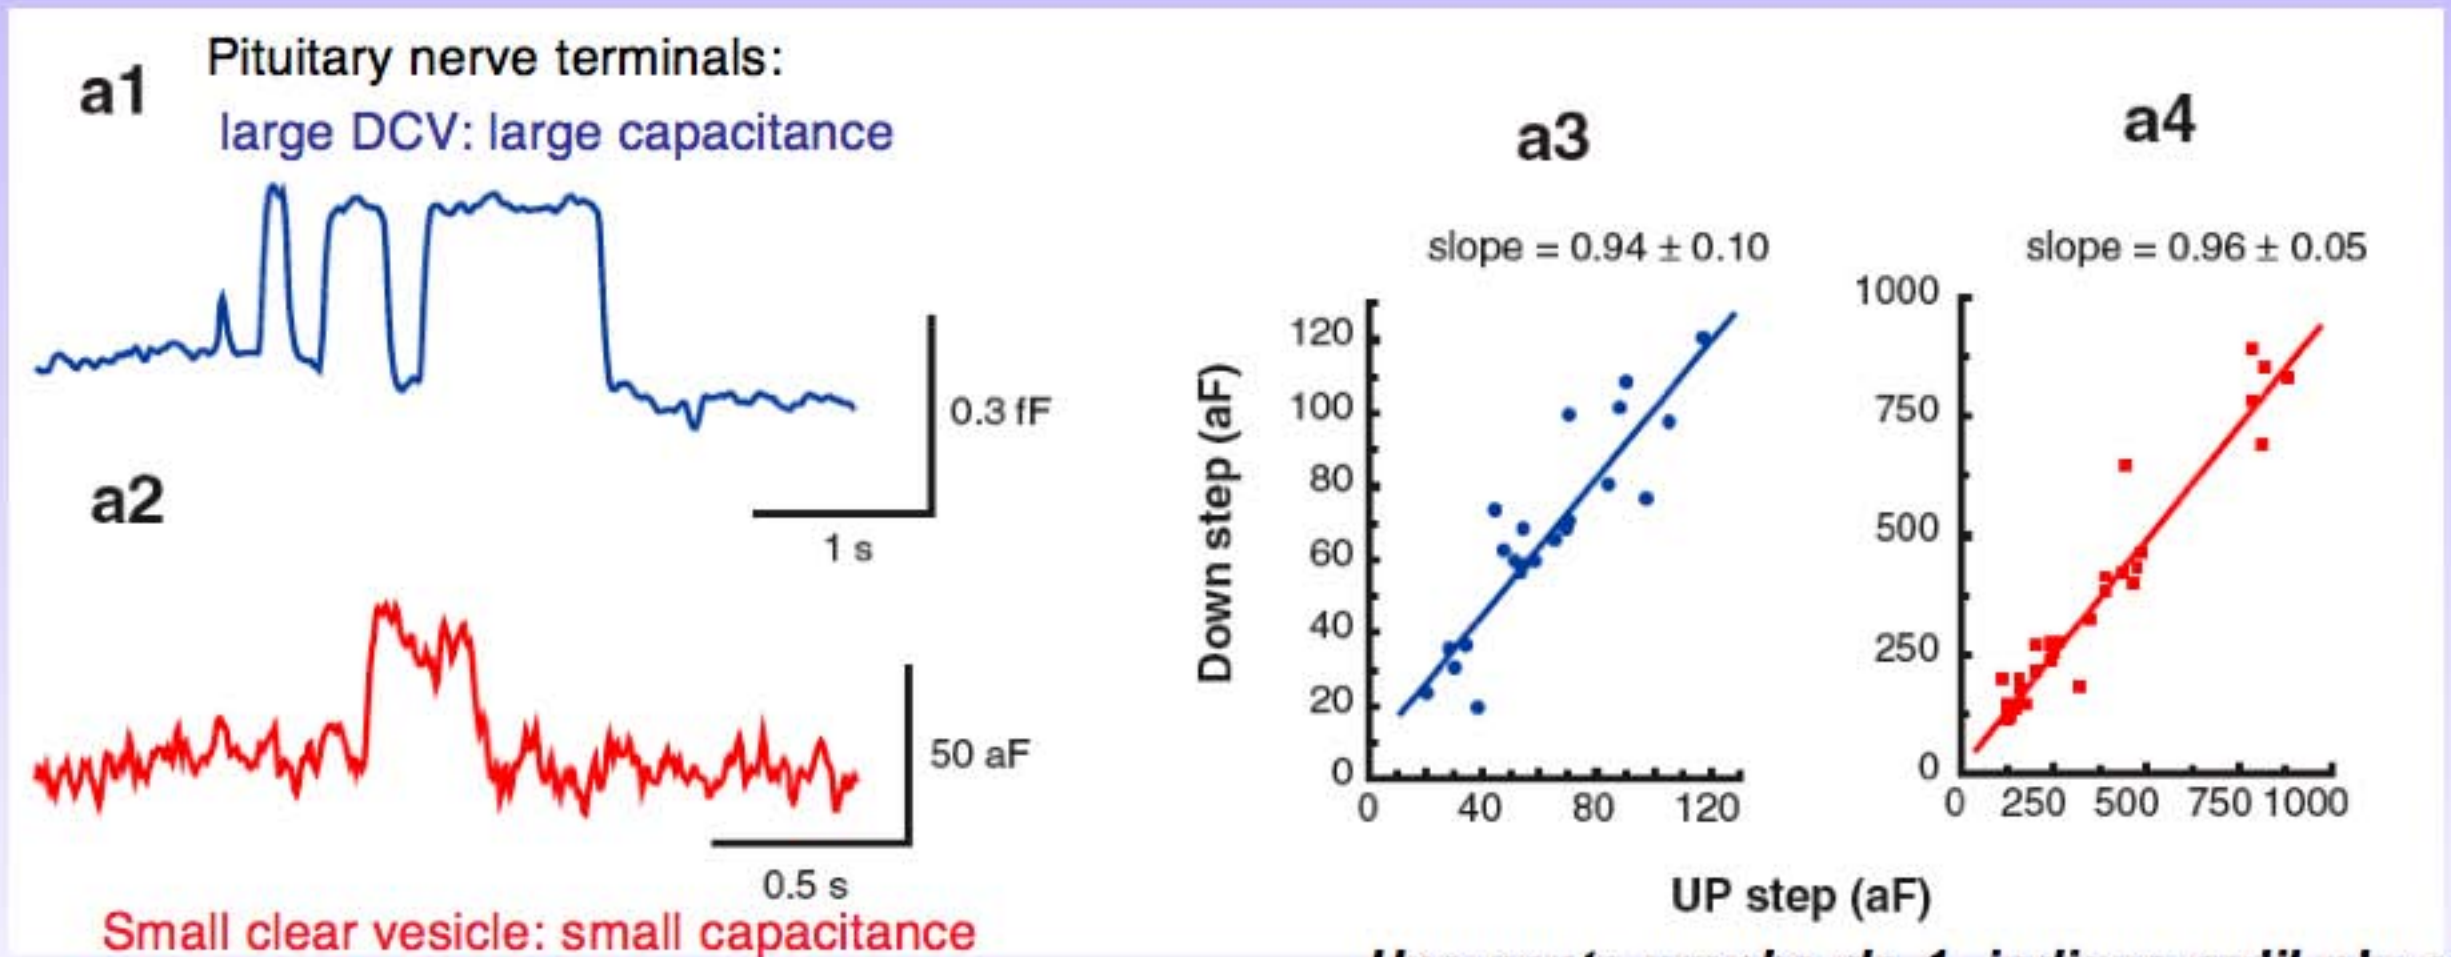 a1
Pituitary nerve terminals:
large DCV: large capacitance
0.3 fF
1 s
a2
50 aF
0.5 s
Small clear vesicle: small capacitance
a3
slope = 0.94 ± 0.10
Down step (aF)
120
100
80
60
40
20
0
0 40 80 120
a4
slope = 0.96 ± 0.05
1000
750
500
250
0
0 250 500 750 1000
UP step (aF)